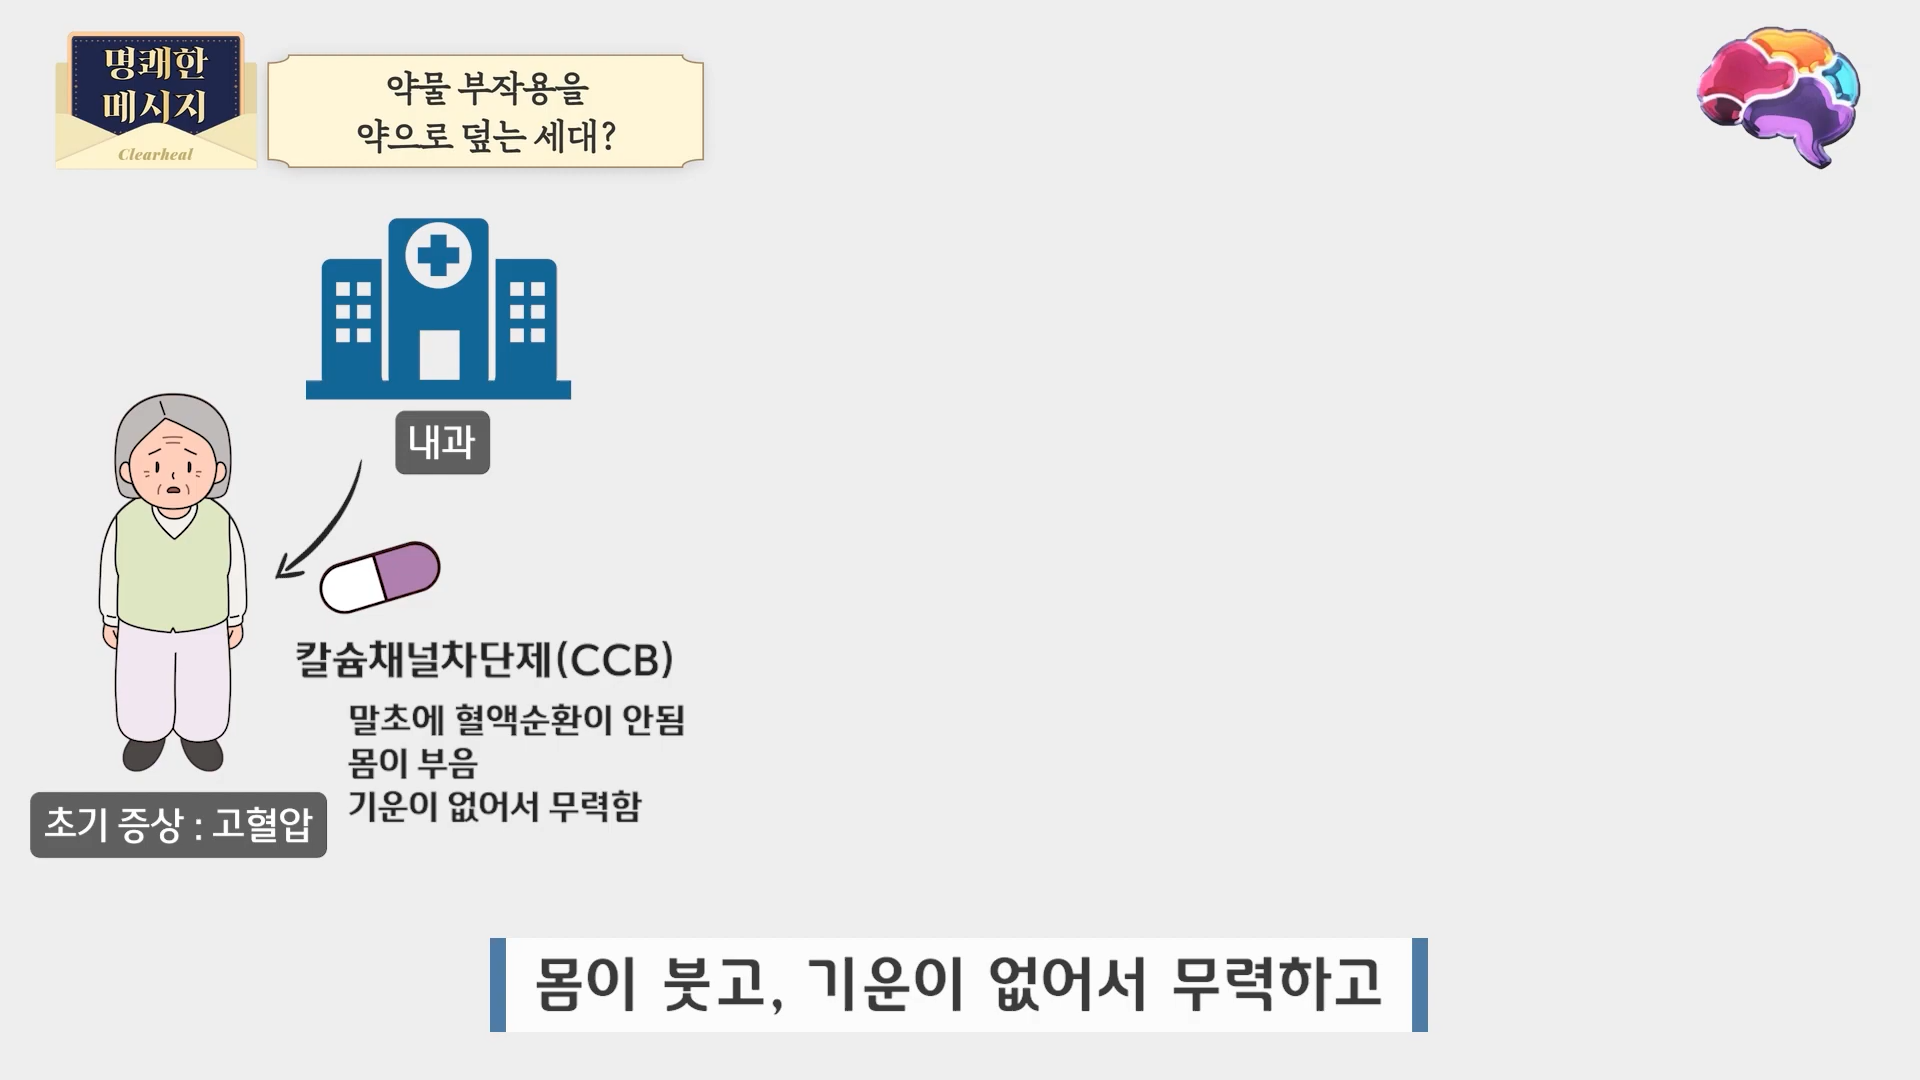 명쾌한
메시지
Clearheal
약물 부작용을
약으로 덮는 세대?
내과
칼슘채널차단제(CCB)
말초에 혈액순환이 안됨
몸이 부음
기운이 없어서 무력함
초기 증상 : 고혈압
몸이 붓고, 기운이 없어서 무력하고